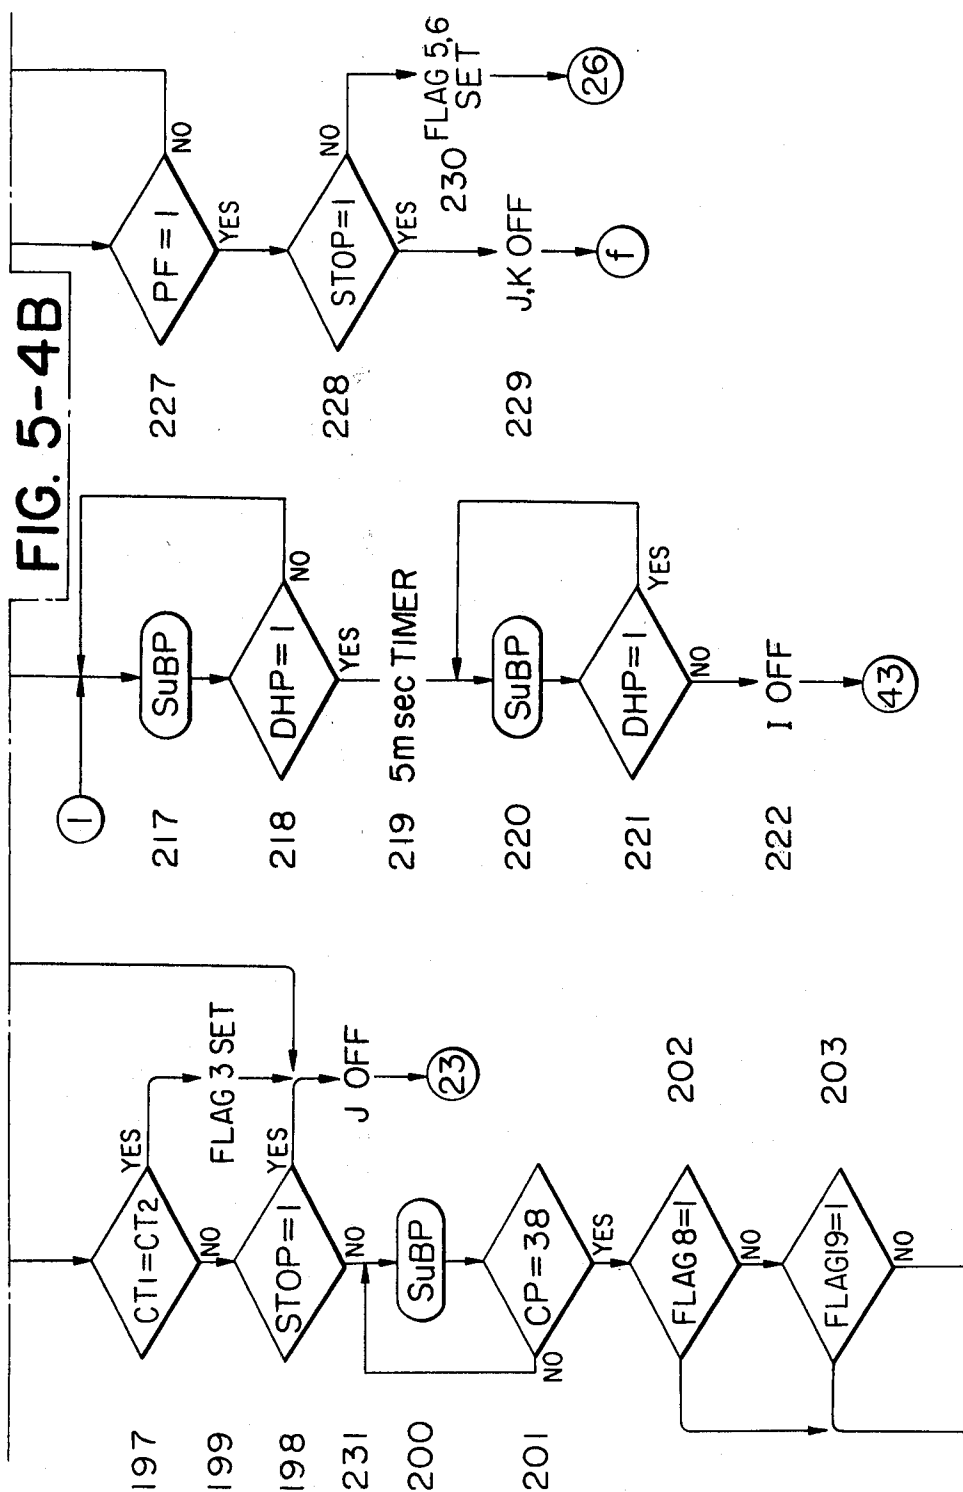 FIG. 5-4B
197
CT1=CT2
YES
NO
199
FLAG 3 SET
198
STOP=1
YES
NO
231
J OFF
23
200
SuBP
201
CP=38
NO
YES
202
FLAG 8=1
NO
203
FLAG19=1
NO
1
217
SuBP
218
DHP=1
NO
YES
219 5msec TIMER
220
SuBP
221
DHP=1
YES
NO
222
I OFF
43
227
PF=1
NO
YES
228
STOP=1
NO
YES
229
J,K OFF
f
230
FLAG 5,6
SET
26